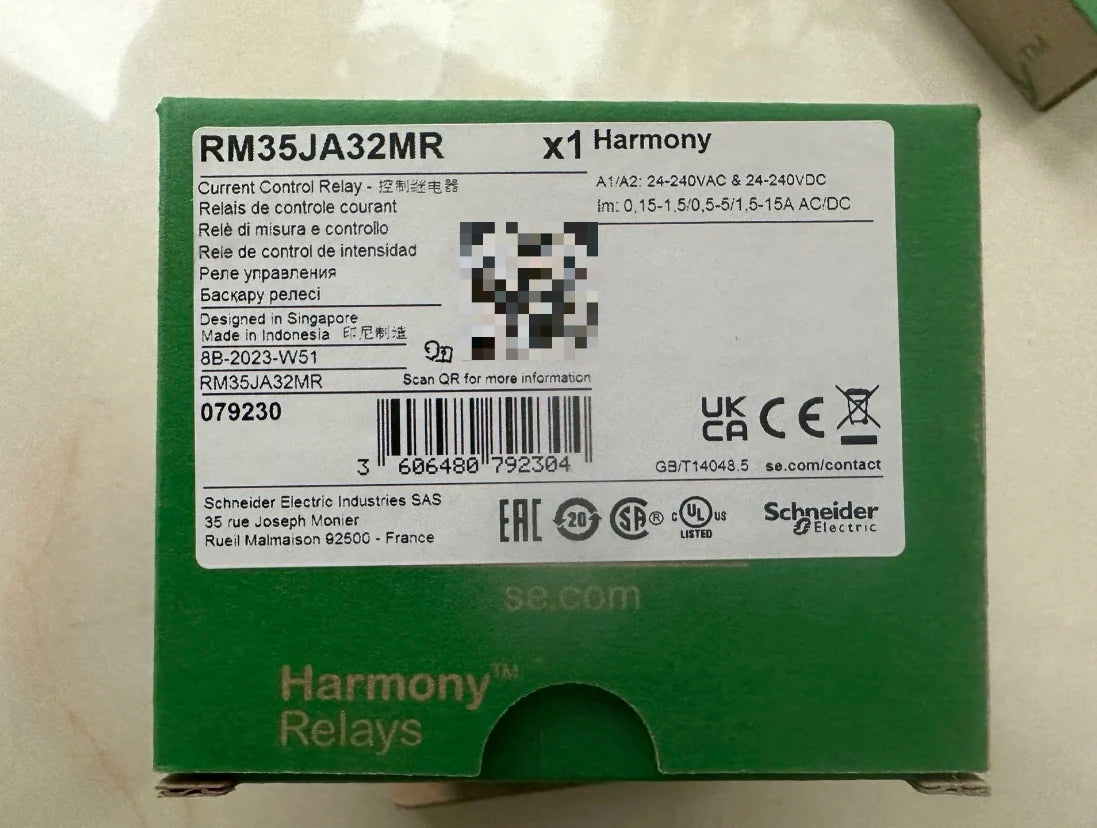 RM35JA32MR x1 Harmony
Current Control Relay - 控制继电器
A1/A2: 24-240VAC & 24-240VDC
Relais de controle courant
Im: 0,15-1,5/0,5-5/1,5-15A AC/DC
Relè di misura e controllo
Rele de control de intensidad
Реле управления
Баскару релесі
Designed in Singapore
Made in Indonesia 印尼制造
8B-2023-W51
RM35JA32MR
Scan QR for more information
079230
UK
CA
CE
3 606480 792304
GB/T14048.5 se.com/contact
Schneider Electric Industries SAS
35 rue Joseph Monier
Rueil Malmaison 92500 - France
EAC 20 SA® C UL US
LISTED
Schneider
Electric
se.com
Harmony™
Relays
TM